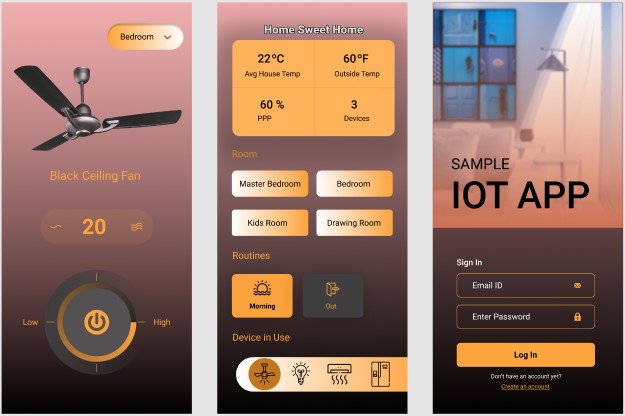 Bedroom
Black Ceiling Fan
20
Low
High
Home Sweet Home
22°C
60°F
Avg House Temp
Outside Temp
60 %
3
PPP
Devices
Room
Master Bedroom
Bedroom
Kids Room
Drawing Room
Routines
Morning
Out
Device in Use
SAMPLE
IOT APP
Sign In
Email ID
Enter Password
Log In
Don't have an account yet?
Create an account